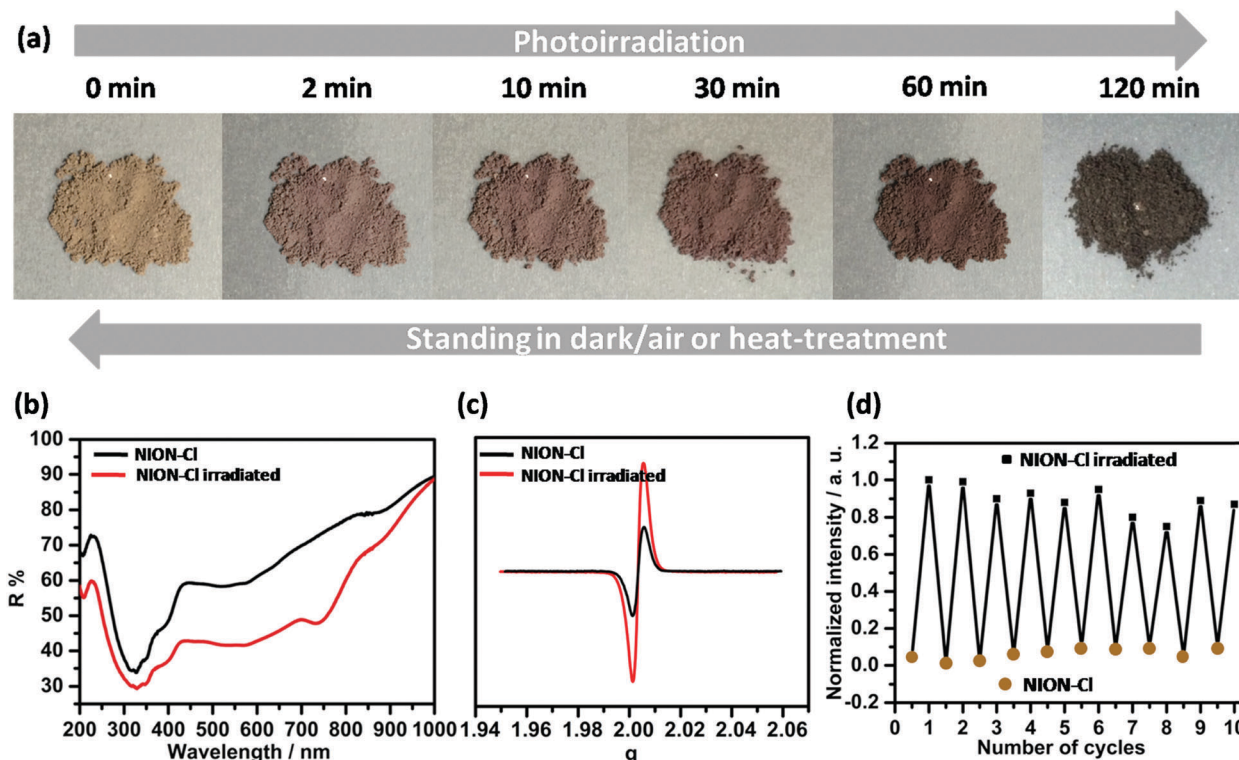 (a)
Photoirradiation
0 min 2 min 10 min 30 min 60 min 120 min
Standing in dark/air or heat-treatment
(b) (c) (d)
100
90
80
70
60
50
40
30
R %
NION-Cl
NION-Cl irradiated
200 300 400 500 600 700 800 900 1000
Wavelength / nm
NION-Cl
NION-Cl irradiated
1.94 1.96 1.98 2.00 2.02 2.04 2.06
g
1.2
1.0
0.8
0.6
0.4
0.2
0.0
-0.2
Normalized intensity / a. u.
NION-Cl irradiated
NION-Cl
0 1 2 3 4 5 6 7 8 9 10
Number of cycles